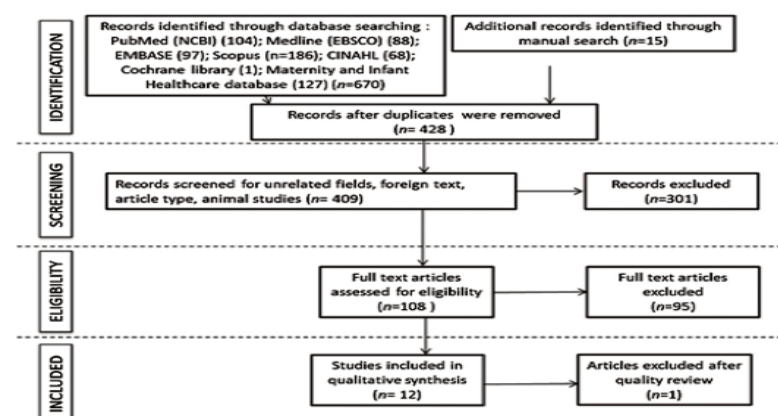 IDENTIFICATION
Records identified through database searching :
PubMed (NCBI) (104); Medline (EBSCO) (88);
EMBASE (97); Scopus (n=186); CINAHL (68);
Cochrane library (1); Maternity and Infant
Healthcare database (127) (n=670)
Additional records identified through
manual search (n=15)
Records after duplicates were removed
(n= 428 )
SCREENING
Records screened for unrelated fields, foreign text,
article type, animal studies (n= 409)
Records excluded
(n=301)
ELIGIBILITY
Full text articles
assessed for eligibility
(n=108 )
Full text articles
excluded
(n=95)
INCLUDED
Studies included in
qualitative synthesis
(n= 12)
Articles excluded after
quality review
(n=1)